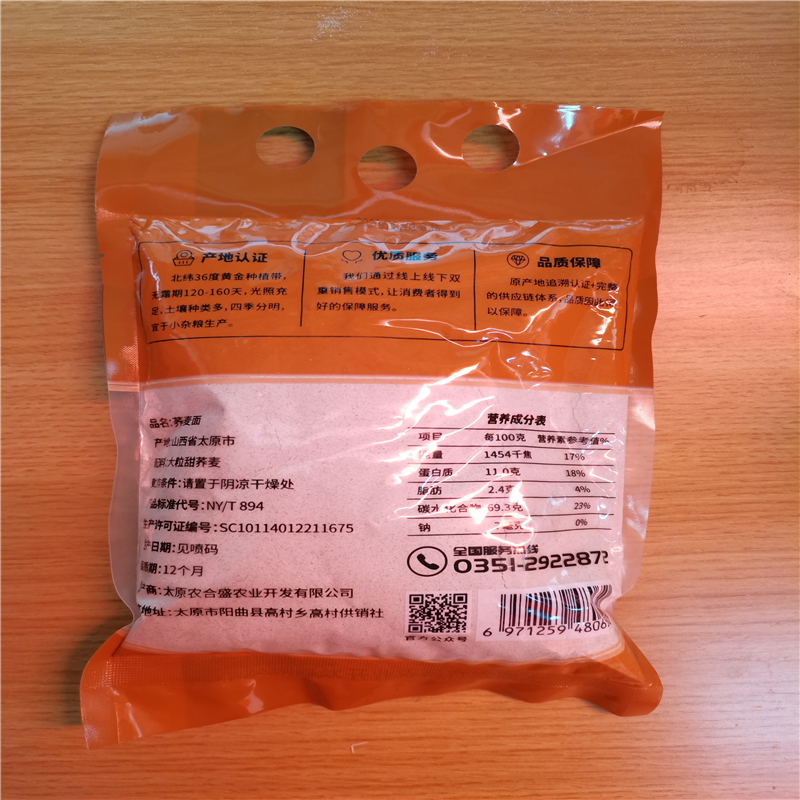 产地认证
北纬36度黄金种植带,
无霜期120-160天，光照充
足,土壤种类多，四季分明,
宜于小杂粮生产。
优质服务
我们通过线上线下双
重销售模式，让消费者得到
好的保障服务。
品质保障
原产地追溯认证+完整
的供应链体系,品质
以保障。
品名:荞麦面
产地:山西省太原市
配料:大粒甜荞麦
条件：请置于阴凉干燥处
品标准代号：NY/T 894
生产许可证编号：SC10114012211675
产日期：见喷码
质期：12个月
产商：太原农合盛农业开发有限公司
地址：太原市阳曲县高村乡高村供销社
营养成分表
项目 每100克 营养素参考值%
能量 1454千焦 17%
蛋白质 11.0克 18%
脂肪 2.4克 4%
碳水化合物 69.3克 23%
钠 毫克 0%
全国服务热线
0351-292287
官方公众号
6 971259 4806